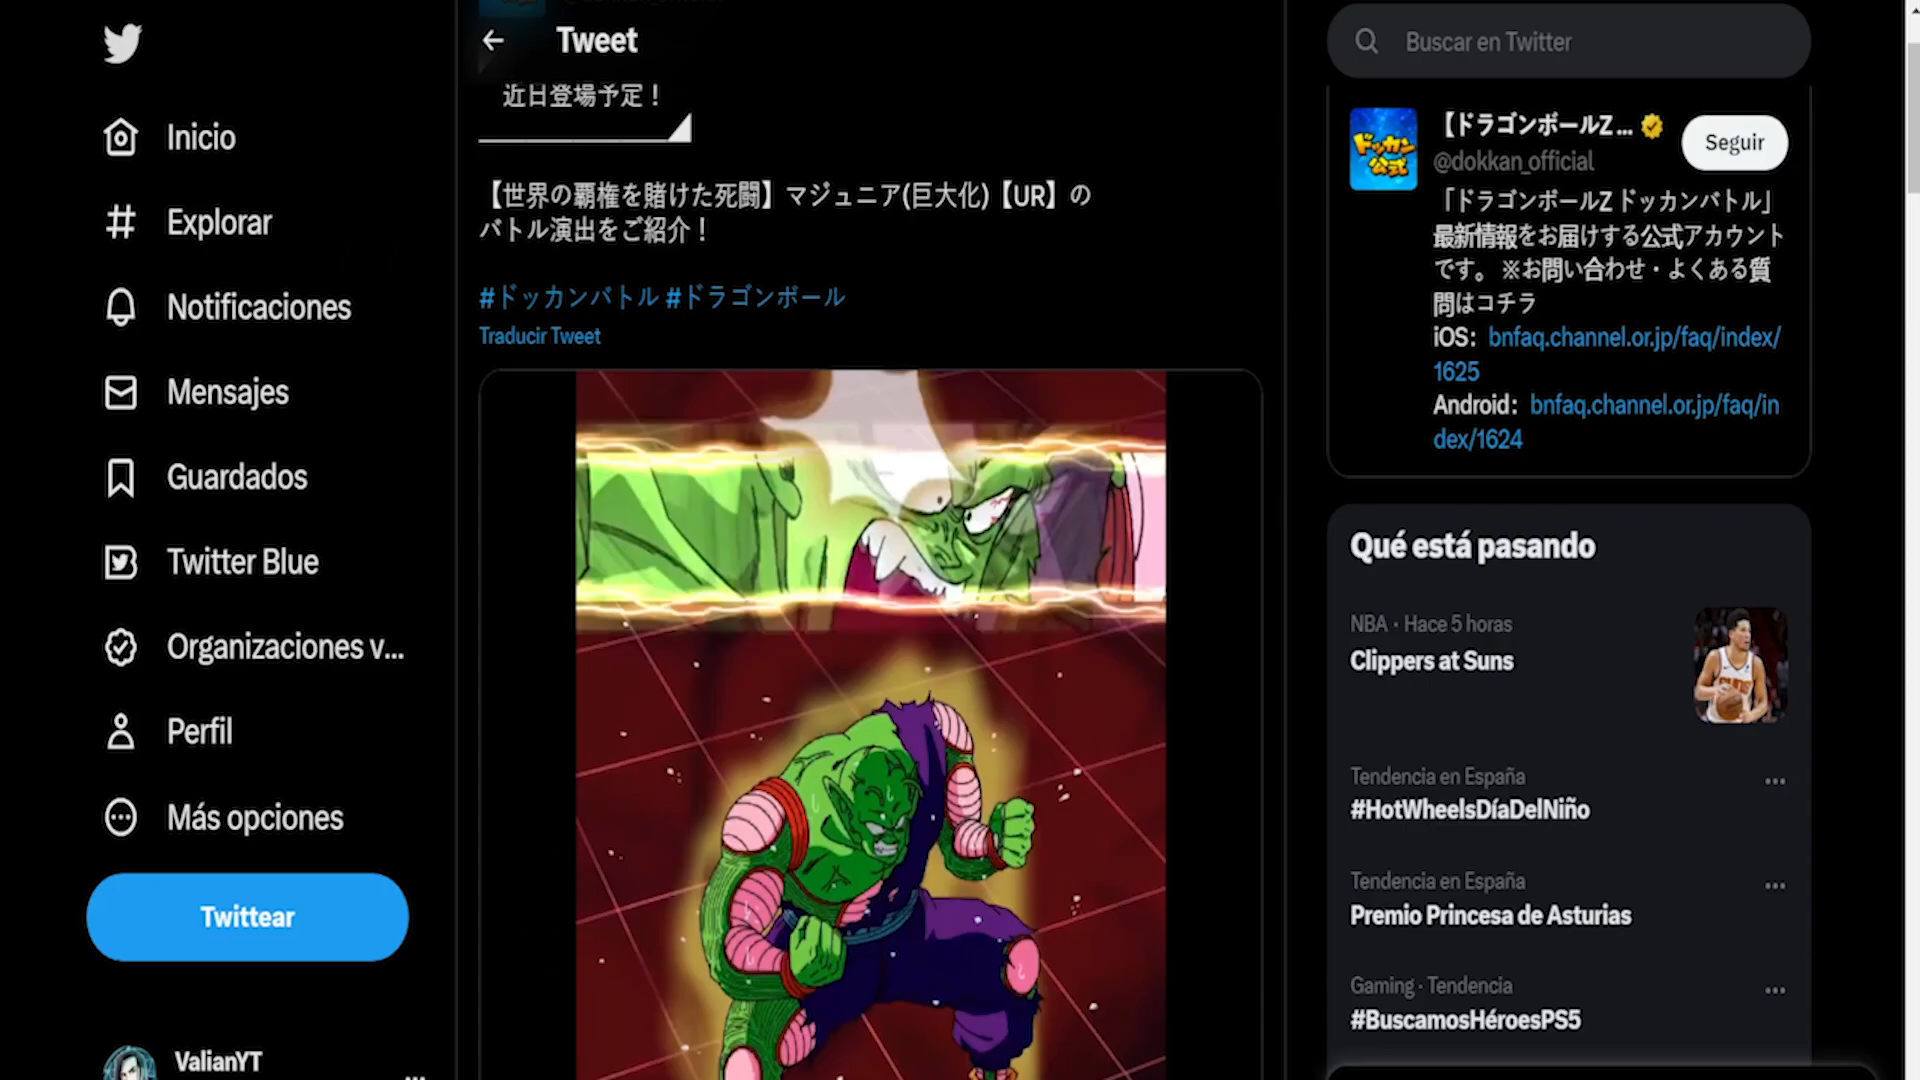 Inicio
Explorar
Notificaciones
Mensajes
Guardados
Twitter Blue
Organizaciones v...
Perfil
Más opciones
Twittear
ValianYT
Tweet
近日登場予定！
【世界の覇権を賭けた死闘】マジュニア(巨大化)【UR】の
バトル演出をご紹介！
#ドッカンバトル #ドラゴンボール
Traducir Tweet
Buscar en Twitter
【ドラゴンボールZ ...
Seguir
@dokkan_official
「ドラゴンボールZ ドッカンバトル」
最新情報をお届けする公式アカウント
です。 ※お問い合わせ・よくある質
問はコチラ
iOS: bnfaq.channel.or.jp/faq/index/
1625
Android: bnfaq.channel.or.jp/faq/in
dex/1624
ドッカン
公式
Qué está pasando
NBA · Hace 5 horas
Clippers at Suns
Tendencia en España
#HotWheelsDíaDelNiño
Tendencia en España
Premio Princesa de Asturias
Gaming · Tendencia
#BuscamosHéroesPS5